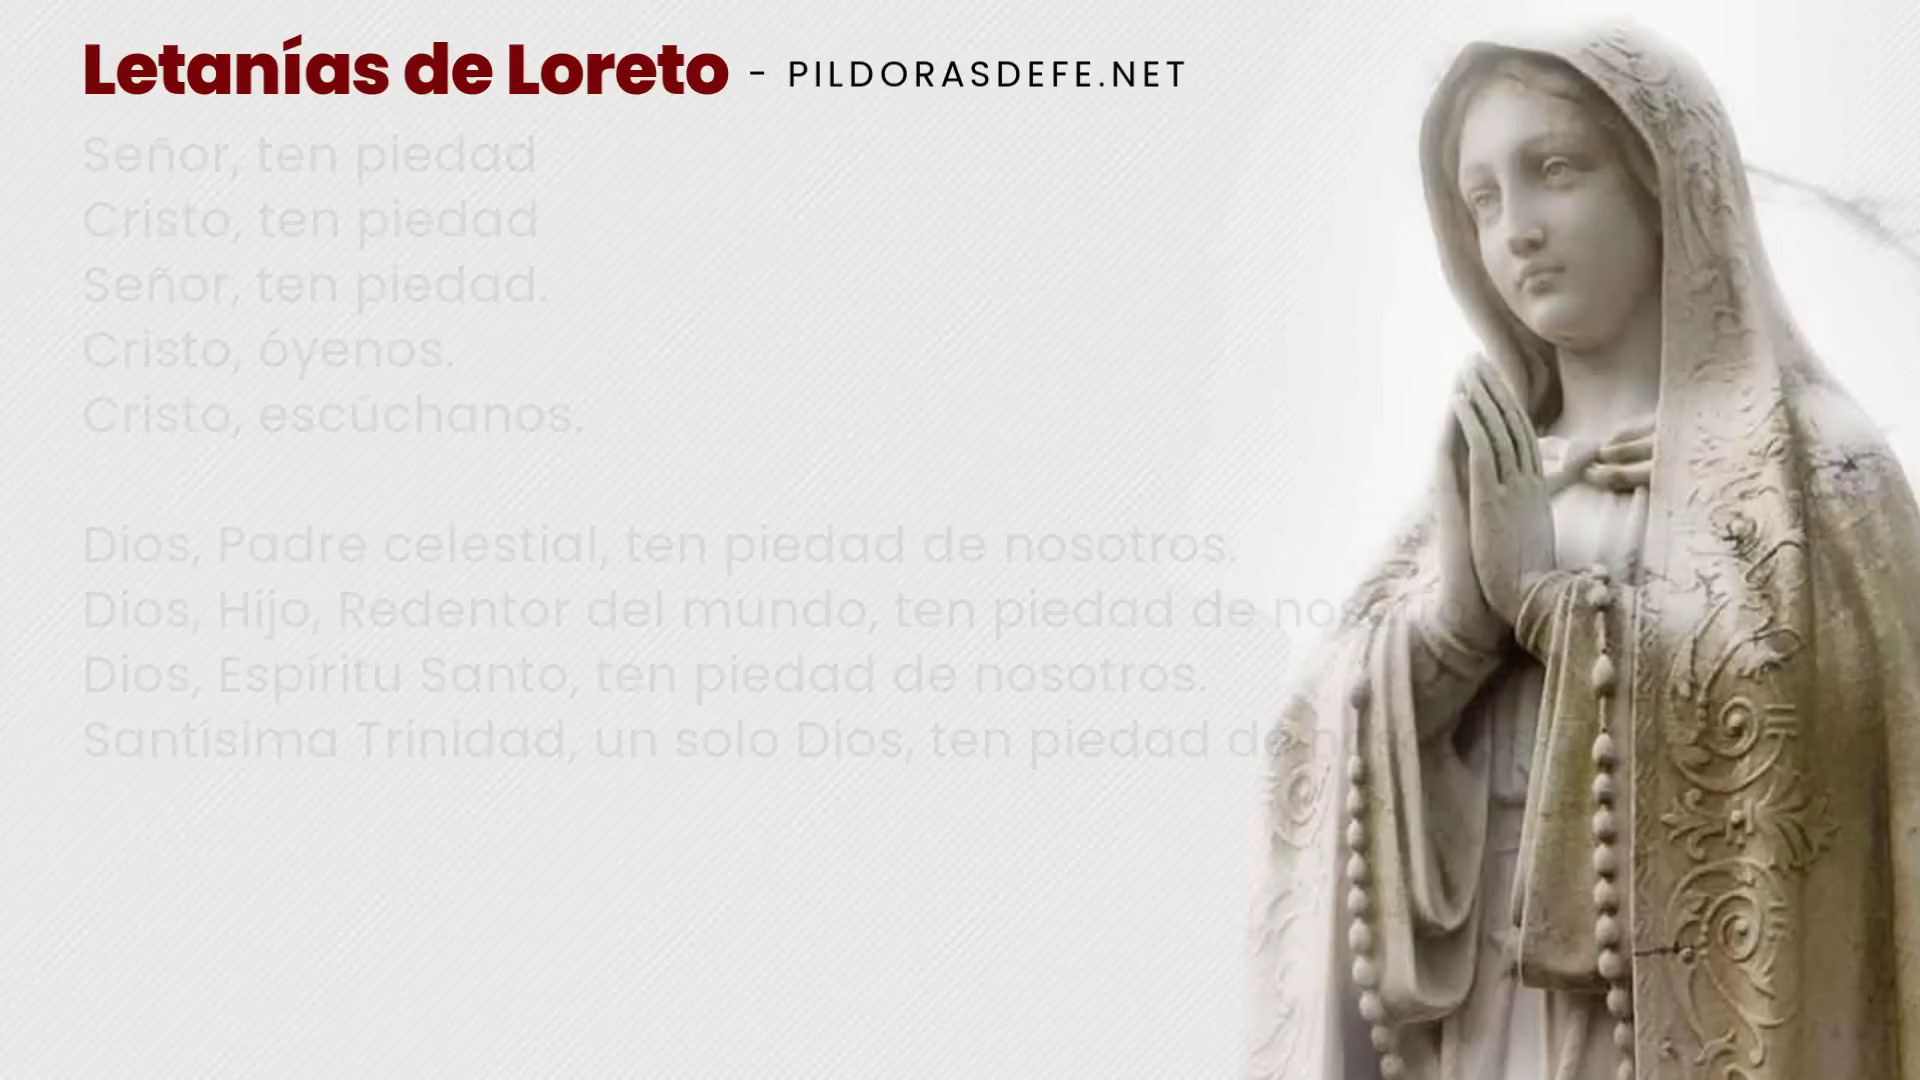 Letanías de Loreto - PILDORASDEFE.NET
Señor, ten piedad
Cristo, ten piedad
Señor, ten piedad.
Cristo, óyenos.
Cristo, escúchanos.
Dios, Padre celestial, ten piedad de nosotros.
Dios, Hijo, Redentor del mundo, ten piedad de nosotros
Dios, Espíritu Santo, ten piedad de nosotros.
Santísima Trinidad, un solo Dios, ten piedad de